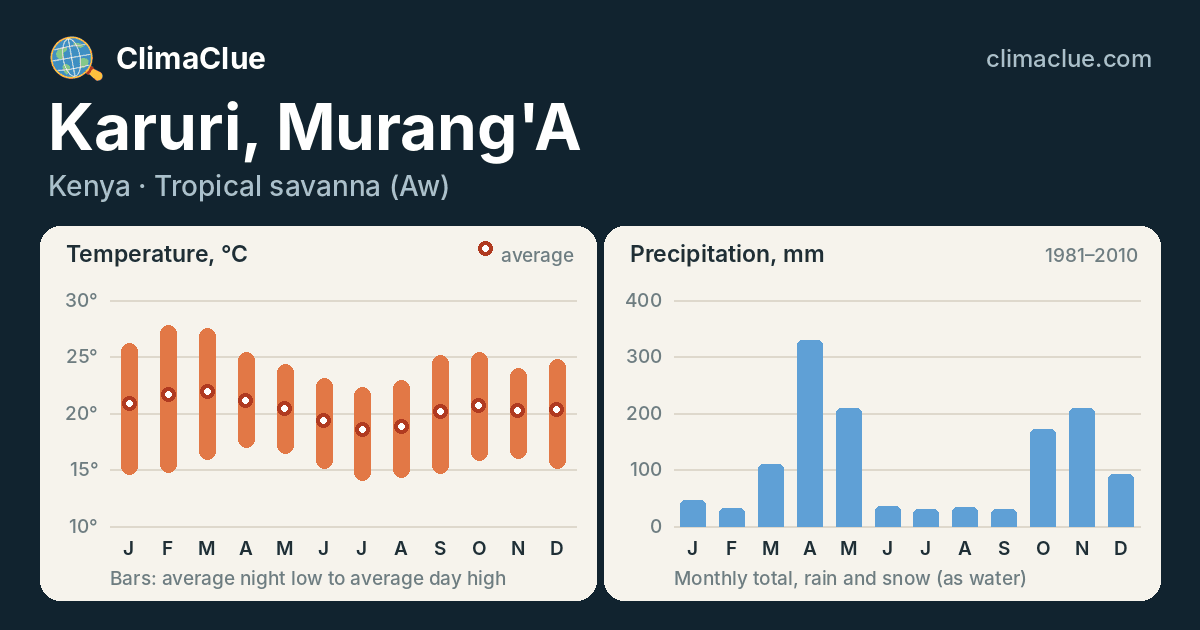 ClimaClue
climaclue.com
Karuri, Murang'A
Kenya · Tropical savanna (Aw)
Temperature, °C
average
30°
25°
20°
15°
10°
J F M A M J J A S O N D
Bars: average night low to average day high
Precipitation, mm
1981–2010
400
300
200
100
0
J F M A M J J A S O N D
Monthly total, rain and snow (as water)